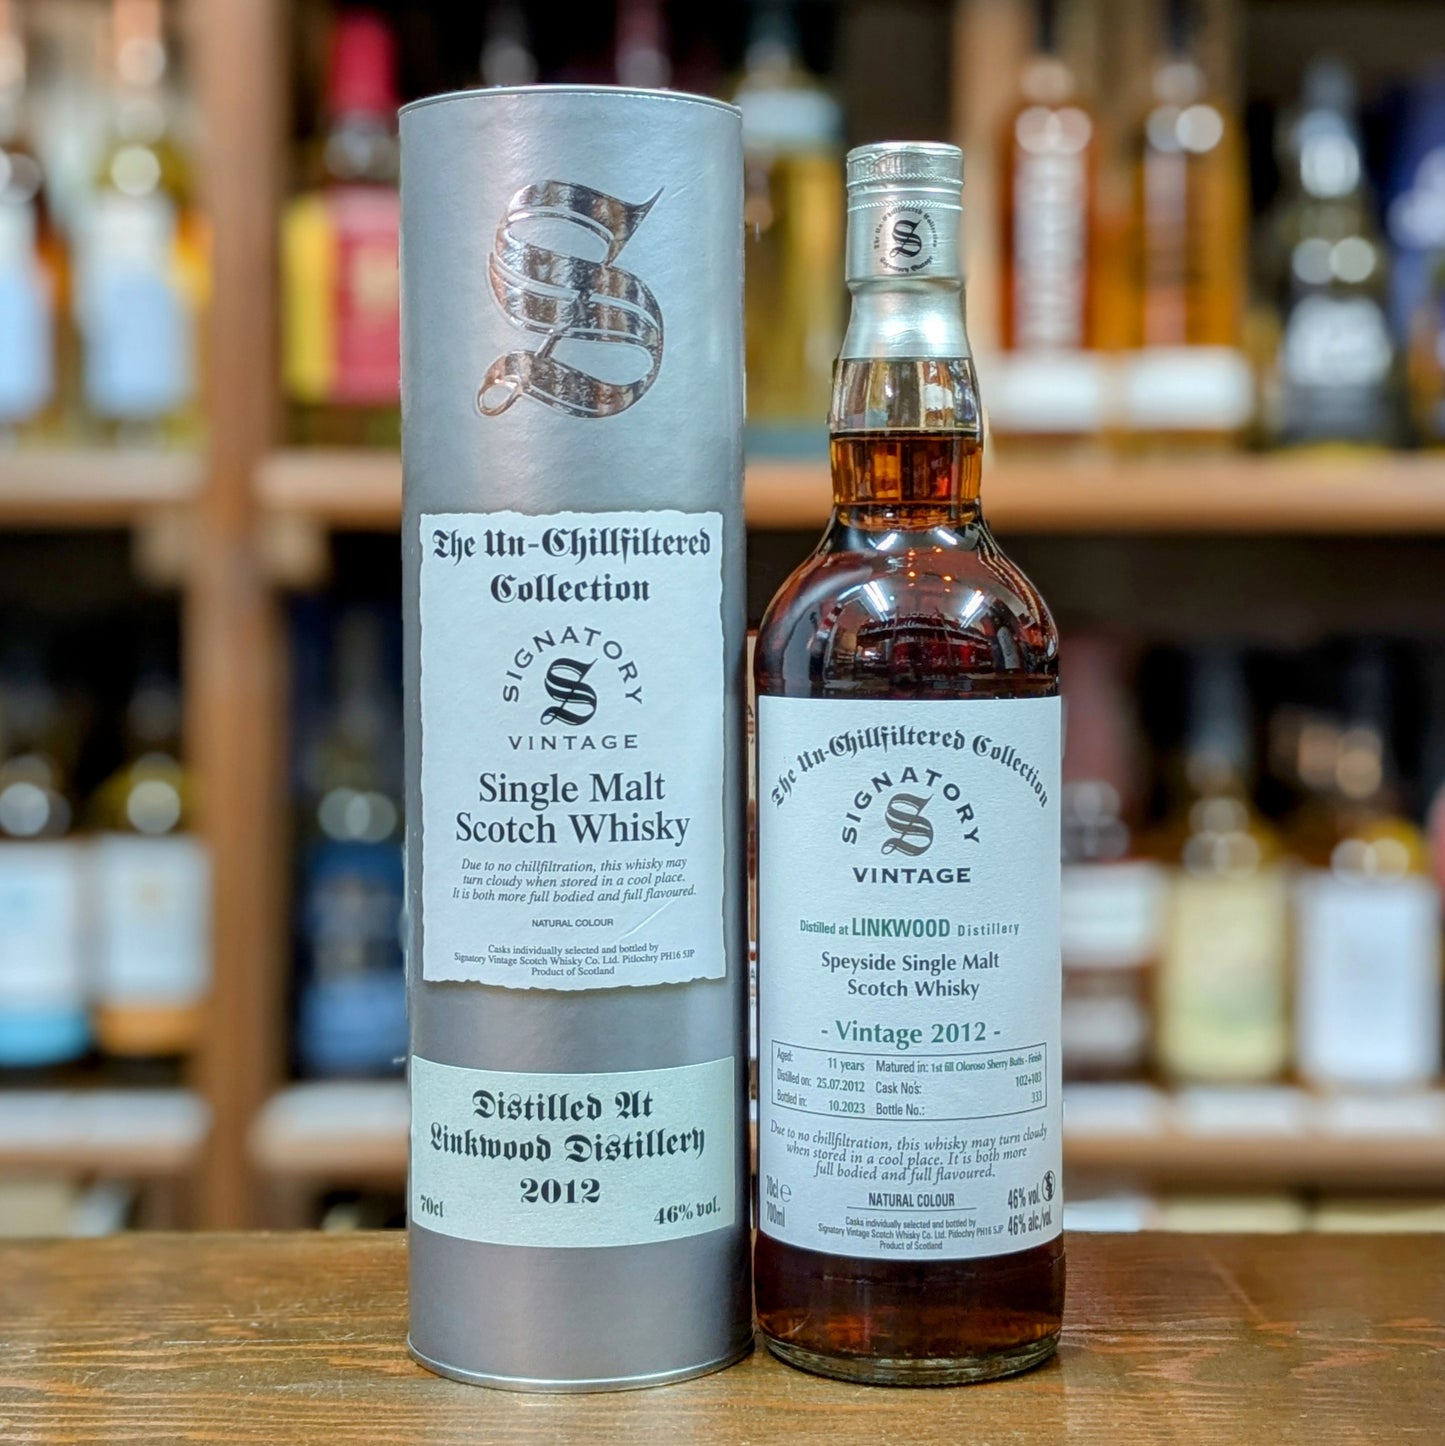 S
The Un-Chillfiltered
Collection
SIGNATORY
S
VINTAGE
Single Malt
Scotch Whisky
Due to no chillfiltration, this whisky may
turn cloudy when stored in a cool place.
It is both more full bodied and full flavoured.
NATURAL COLOUR
Casks individually selected and bottled by
Signatory Vintage Scotch Whisky Co. Ltd. Pitlochry PH16 5JP
Product of Scotland
Distilled At
Linkwood Distillery
2012
70cl
46% vol.
The Un-Chillfiltered Collection
S
Signatory Vintage
The Un-Chillfiltered Collection
SIGNATORY
S
VINTAGE
Distilled at LINKWOOD Distillery
Speyside Single Malt
Scotch Whisky
- Vintage 2012 -
Aged: 11 years Matured in: 1st fill Oloroso Sherry Butts - Finish
Distilled on: 25.07.2012 Cask No's: 102+103
Bottled in: 10.2023 Bottle No.: 333
Due to no chillfiltration, this whisky may turn cloudy
when stored in a cool place. It is both more
full bodied and full flavoured.
70cl e
700ml
NATURAL COLOUR
46% vol.
46% alc./vol.
Casks individually selected and bottled by
Signatory Vintage Scotch Whisky Co. Ltd. Pitlochry PH16 5JP
Product of Scotland